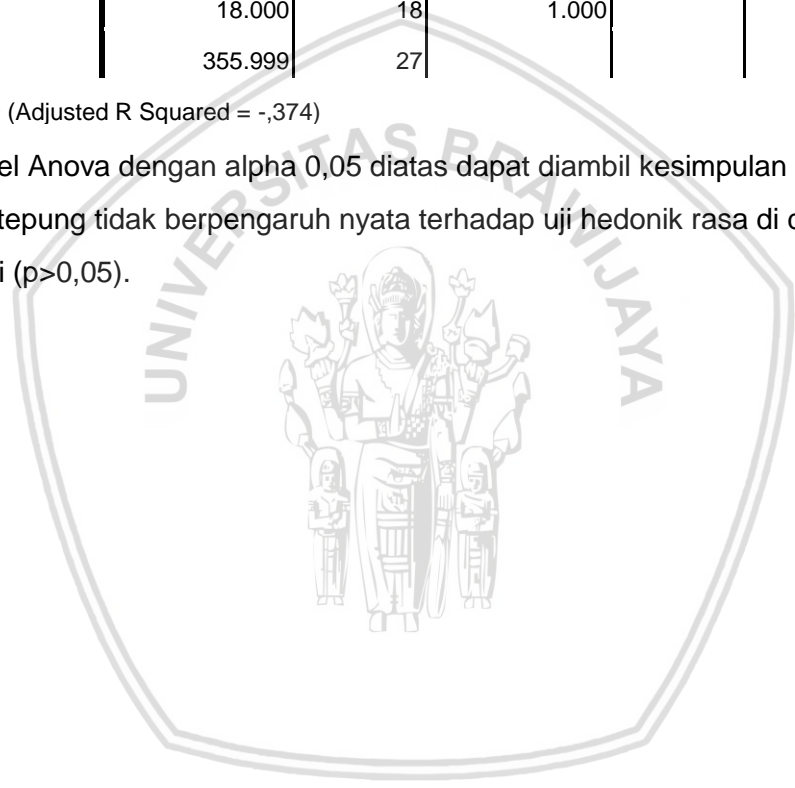 18.000 18 1.000
355.999 27
(Adjusted R Squared = -,374)
el Anova dengan alpha 0,05 diatas dapat diambil kesimpulan
tepung tidak berpengaruh nyata terhadap uji hedonik rasa di
i (p>0,05).
UNIVERSITAS BRAWIJAYA